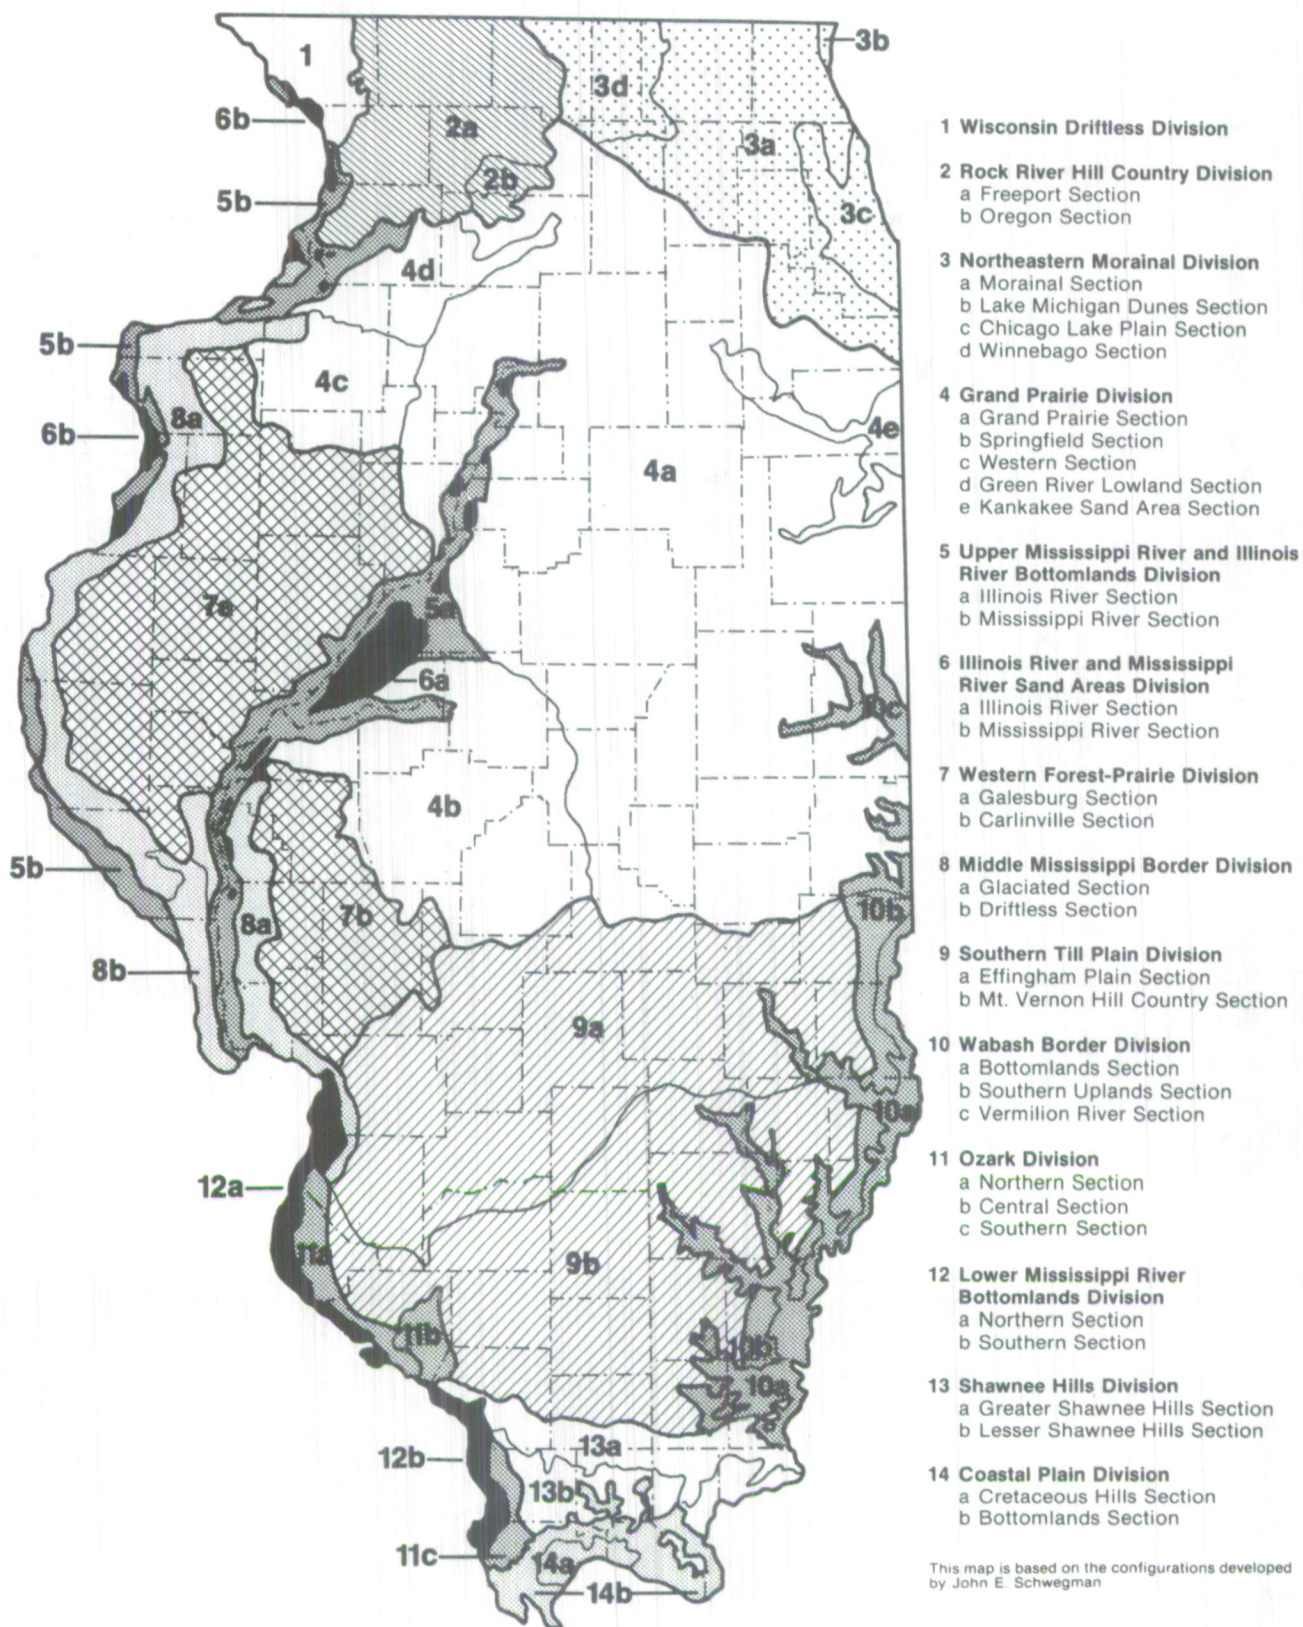 1
3b
3d
6b
2a
3a
2b
5b
3c
4d
5b
4c
8a
6b
4e
4a
7a
5a
6a
10c
4b
5b
7b
10b
8a
8b
9a
10a
12a
11a
9b
11b
10b
10a
13a
12b
13b
11c
14a
14b
1 Wisconsin Driftless Division
2 Rock River Hill Country Division
a Freeport Section
b Oregon Section
3 Northeastern Morainal Division
a Morainal Section
b Lake Michigan Dunes Section
c Chicago Lake Plain Section
d Winnebago Section
4 Grand Prairie Division
a Grand Prairie Section
b Springfield Section
c Western Section
d Green River Lowland Section
e Kankakee Sand Area Section
5 Upper Mississippi River and Illinois
River Bottomlands Division
a Illinois River Section
b Mississippi River Section
6 Illinois River and Mississippi
River Sand Areas Division
a Illinois River Section
b Mississippi River Section
7 Western Forest-Prairie Division
a Galesburg Section
b Carlinville Section
8 Middle Mississippi Border Division
a Glaciated Section
b Driftless Section
9 Southern Till Plain Division
a Effingham Plain Section
b Mt. Vernon Hill Country Section
10 Wabash Border Division
a Bottomlands Section
b Southern Uplands Section
c Vermilion River Section
11 Ozark Division
a Northern Section
b Central Section
c Southern Section
12 Lower Mississippi River
Bottomlands Division
a Northern Section
b Southern Section
13 Shawnee Hills Division
a Greater Shawnee Hills Section
b Lesser Shawnee Hills Section
14 Coastal Plain Division
a Cretaceous Hills Section
b Bottomlands Section
This map is based on the configurations developed
by John E. Schwegman